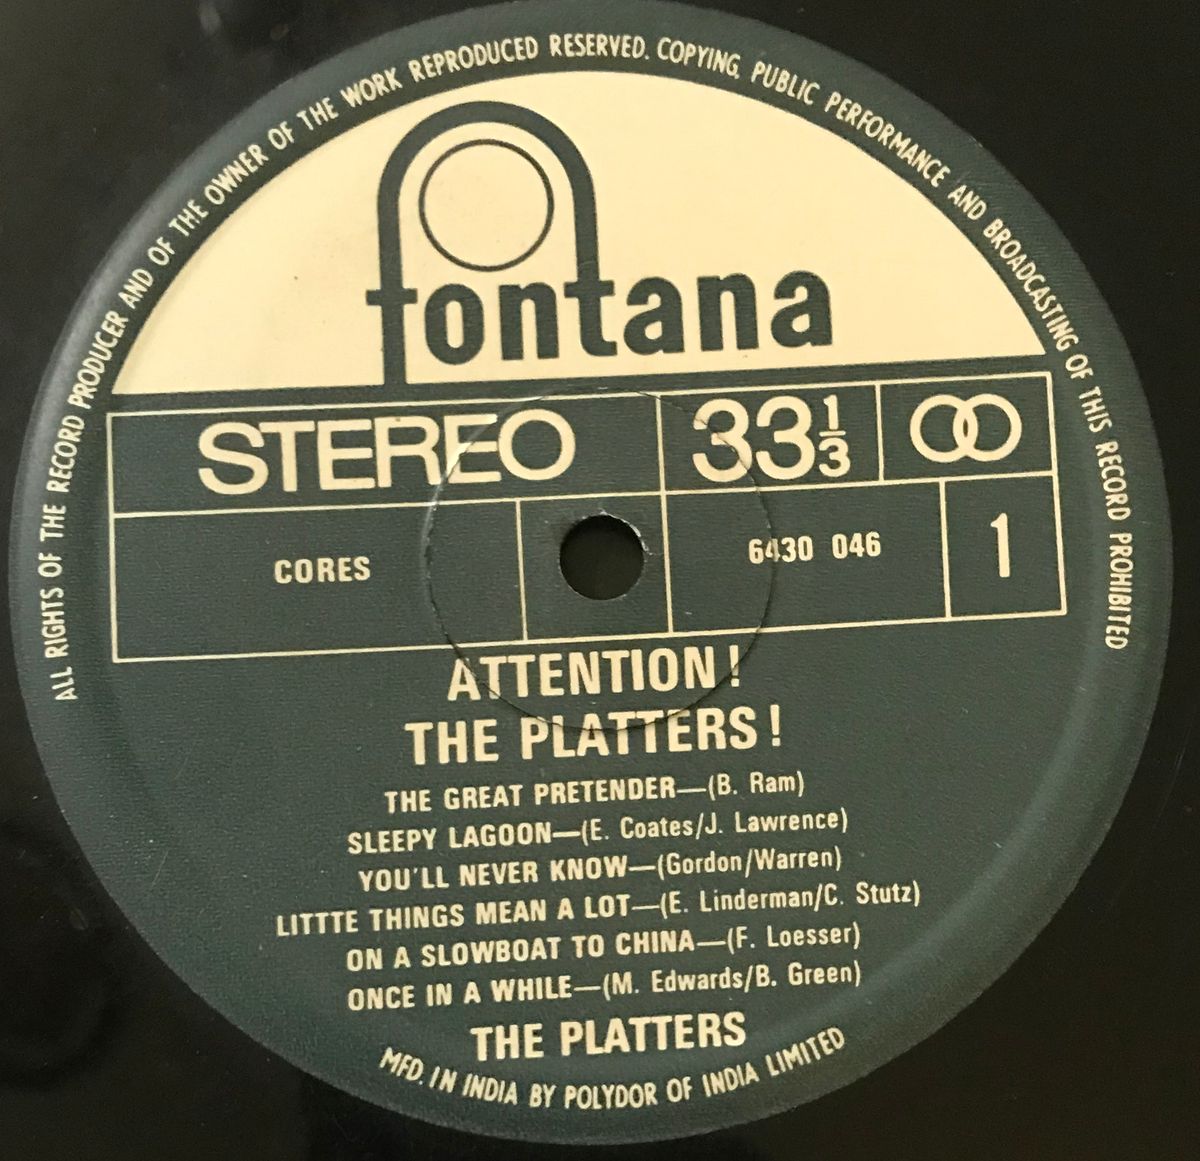 ALL RIGHTS OF THE RECORD PRODUCER AND OF THE OWNER OF THE WORK REPRODUCED RESERVED. COPYING, PUBLIC PERFORMANCE AND BROADCASTING OF THIS RECORD PROHIBITED
fontana
STEREO 33 1/3
CORES 6430 046 1
ATTENTION!
THE PLATTERS!
THE GREAT PRETENDER—(B. Ram)
SLEEPY LAGOON—(E. Coates/J. Lawrence)
YOU'LL NEVER KNOW—(Gordon/Warren)
LITTTE THINGS MEAN A LOT—(E. Linderman/C. Stutz)
ON A SLOWBOAT TO CHINA—(F. Loesser)
ONCE IN A WHILE—(M. Edwards/B. Green)
THE PLATTERS
MFD. IN INDIA BY POLYDOR OF INDIA LIMITED